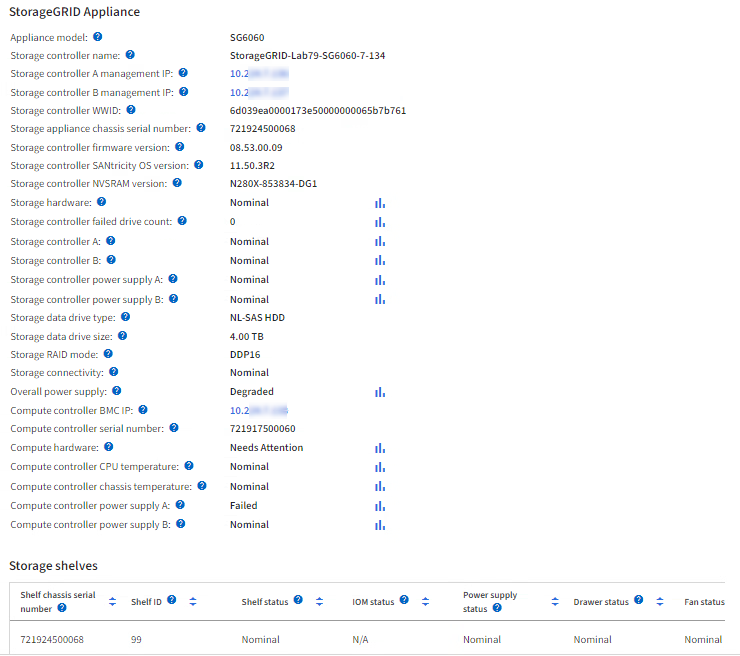 StorageGRID Appliance
Appliance model: SG6060
Storage controller name: StorageGRID-Lab79-SG6060-7-134
Storage controller A management IP: 10.2
Storage controller B management IP: 10.2
Storage controller WWID: 6d039ea0000173e50000000065b7b761
Storage appliance chassis serial number: 721924500068
Storage controller firmware version: 08.53.00.09
Storage controller SANtricity OS version: 11.50.3R2
Storage controller NVSRAM version: N280X-853834-DG1
Storage hardware: Nominal
Storage controller failed drive count: 0
Storage controller A: Nominal
Storage controller B: Nominal
Storage controller power supply A: Nominal
Storage controller power supply B: Nominal
Storage data drive type: NL-SAS HDD
Storage data drive size: 4.00 TB
Storage RAID mode: DDP16
Storage connectivity: Nominal
Overall power supply: Degraded
Compute controller BMC IP: 10.2
Compute controller serial number: 721917500060
Compute hardware: Needs Attention
Compute controller CPU temperature: Nominal
Compute controller chassis temperature: Nominal
Compute controller power supply A: Failed
Compute controller power supply B: Nominal
Storage shelves
Shelf chassis serial number Shelf ID Shelf status IOM status Power supply status Drawer status Fan status
721924500068 99 Nominal N/A Nominal Nominal Nominal